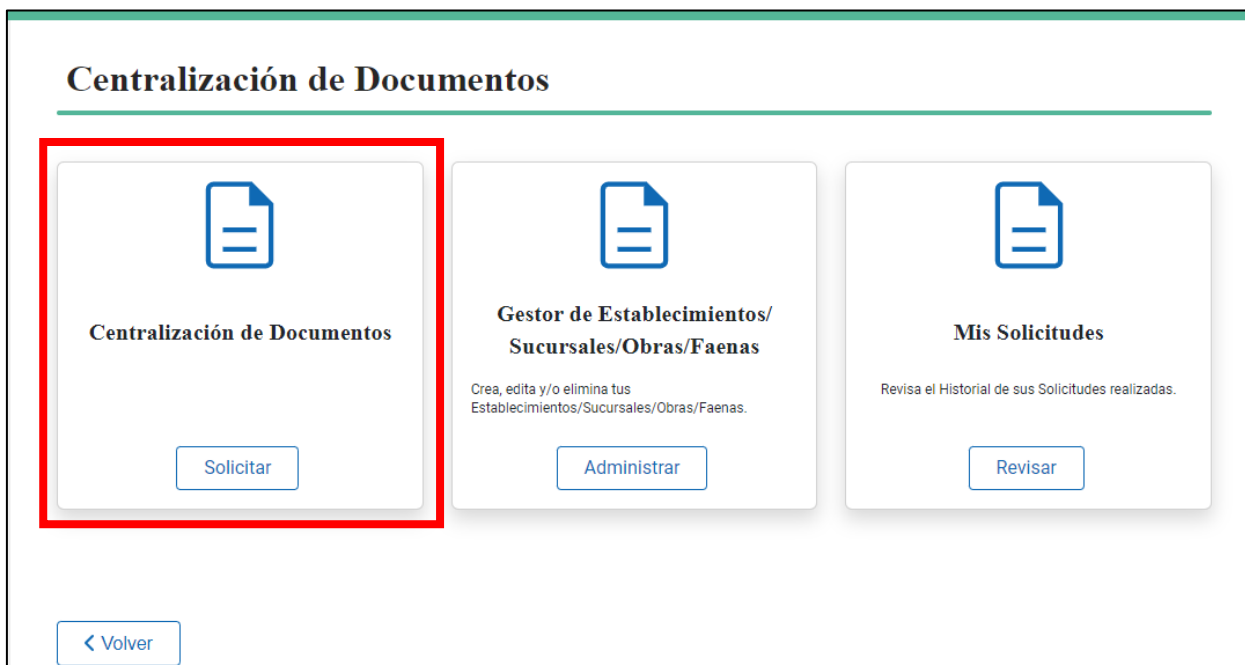 Centralización de Documentos
Centralización de Documentos
Solicitar
Gestor de Establecimientos/
Sucursales/Obras/Faenas
Crea, edita y/o elimina tus
Establecimientos/Sucursales/Obras/Faenas.
Administrar
Mis Solicitudes
Revisa el Historial de sus Solicitudes realizadas.
Revisar
Volver